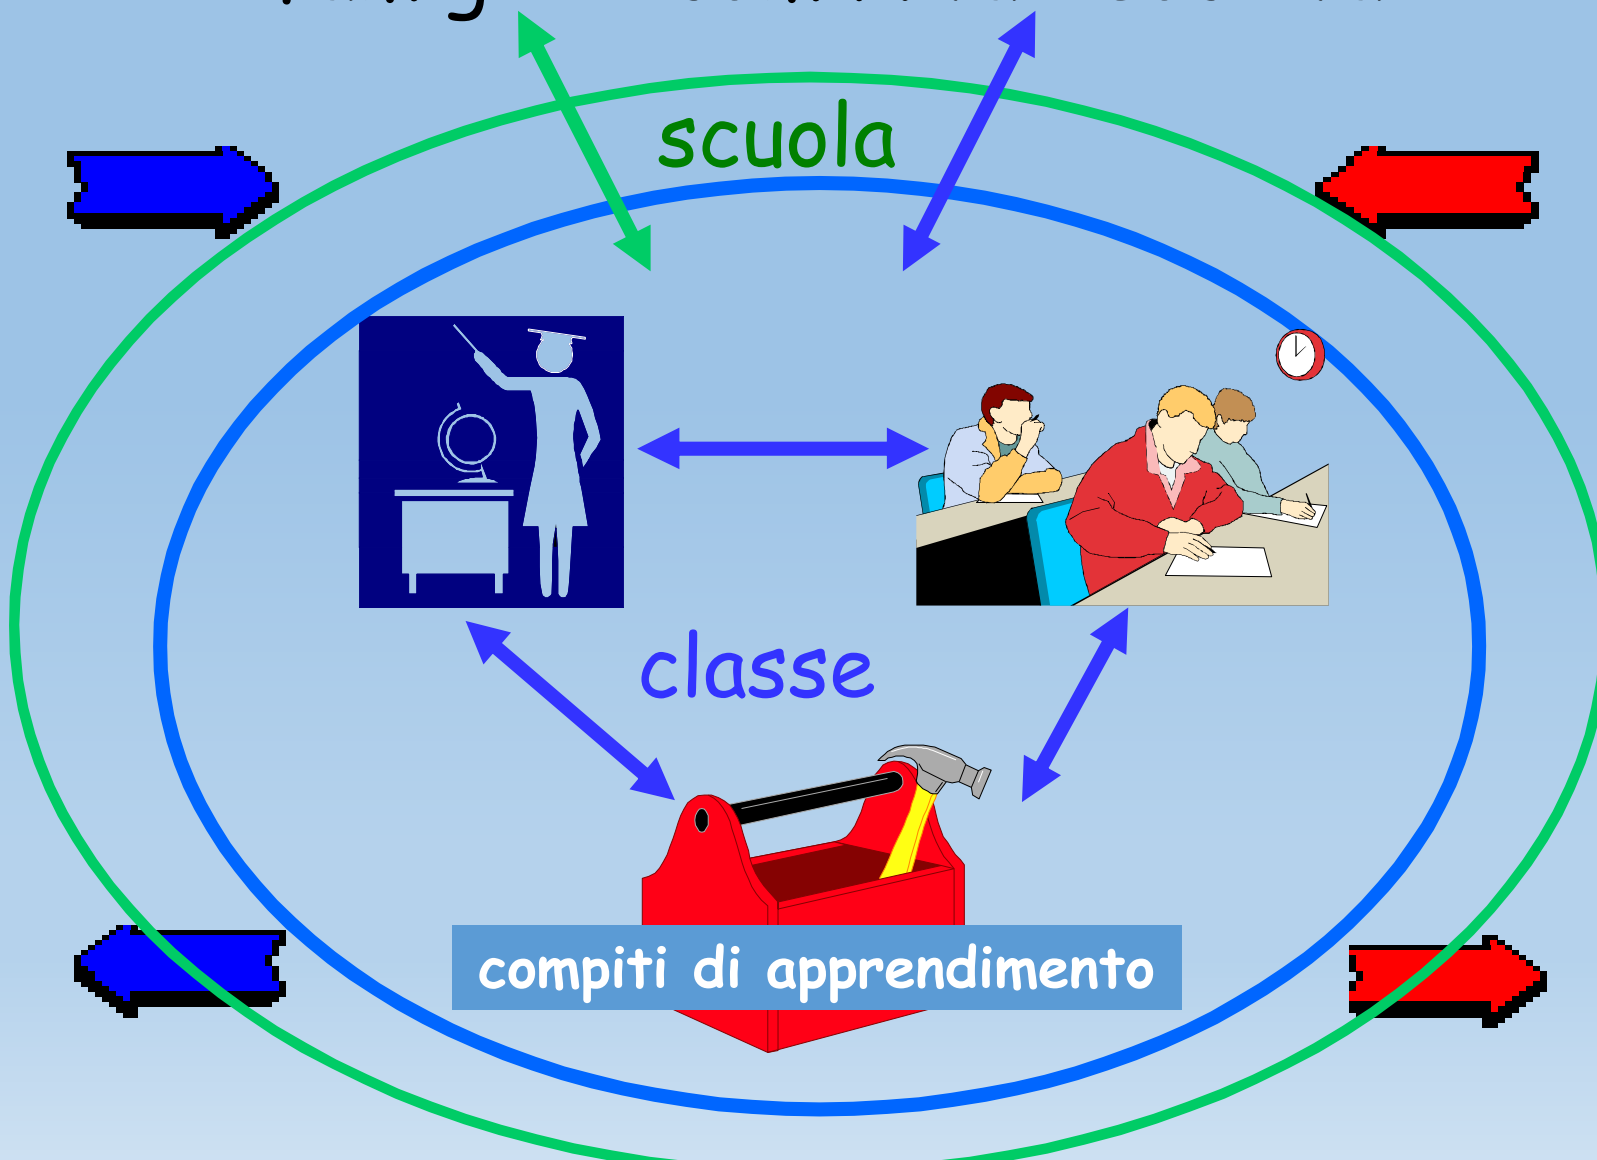 scuola
classe
compiti di apprendimento